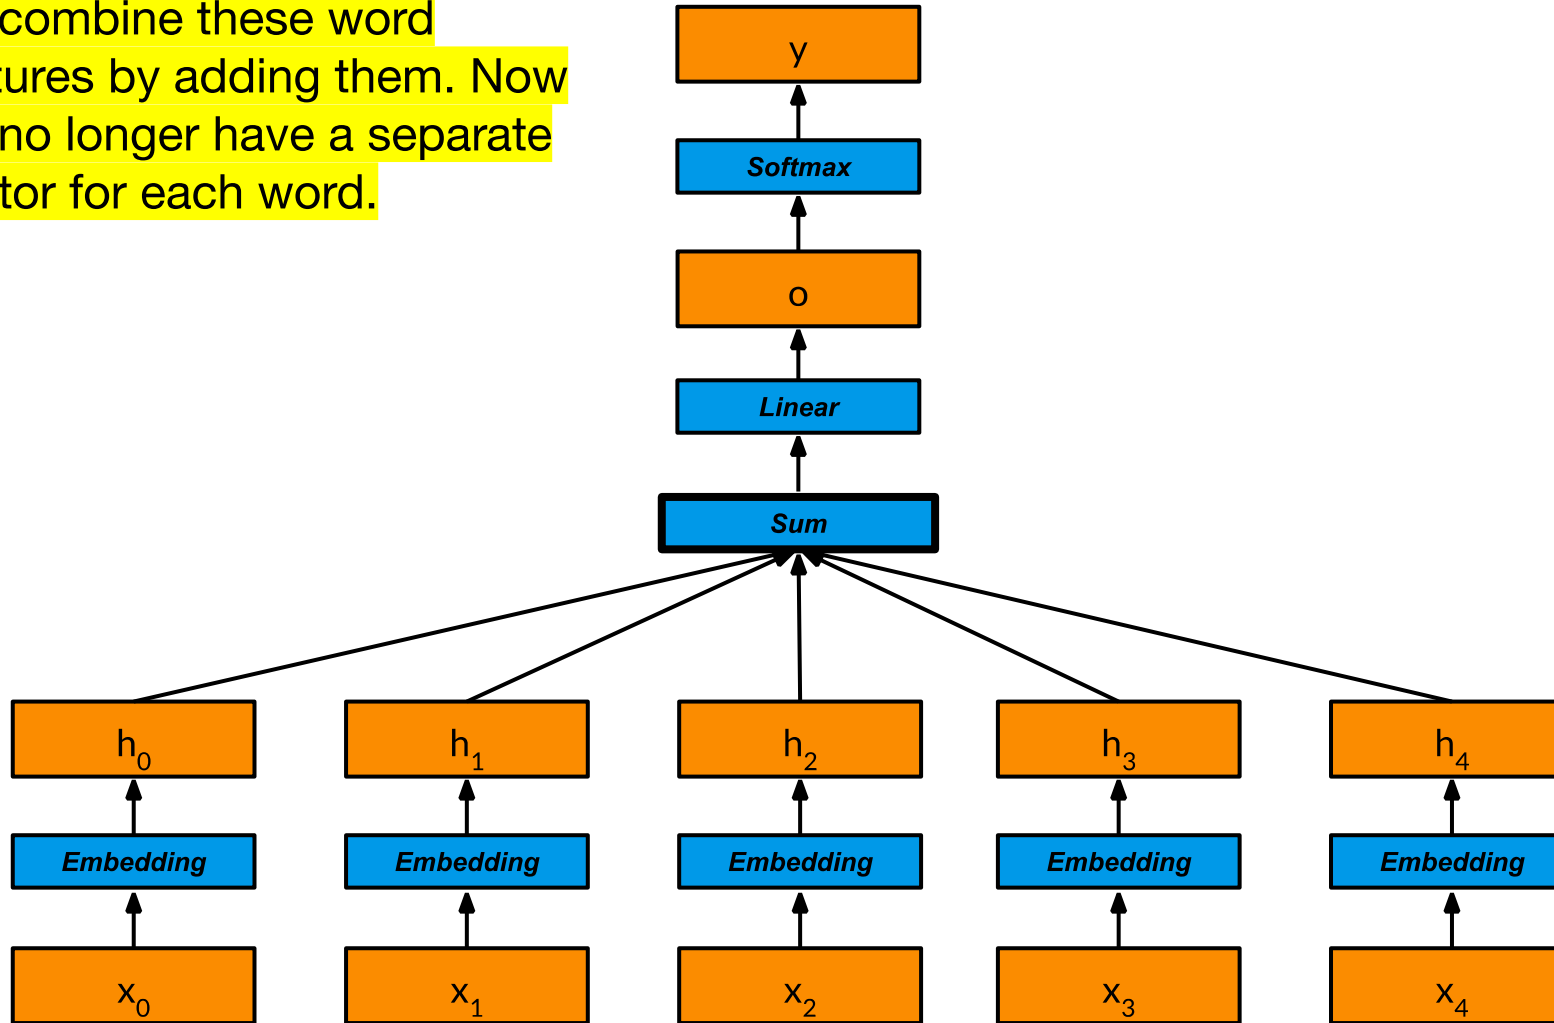 combine these word
tures by adding them. Now
no longer have a separate
tor for each word.
y
Softmax
o
Linear
Sum
h0 h1 h2 h3 h4
Embedding Embedding Embedding Embedding Embedding
x0 x1 x2 x3 x4